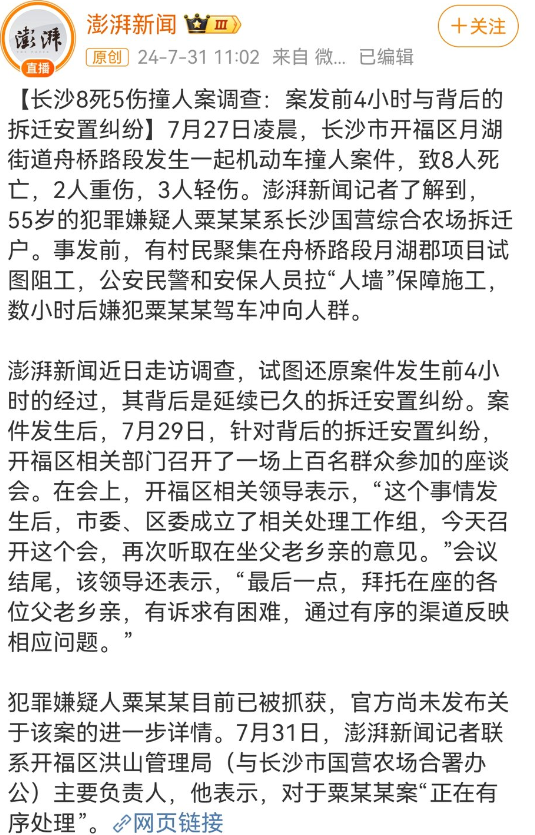 澎湃
直播
澎湃新闻 III
+关注
原创 24-7-31 11:02 来自 微... 已编辑
【长沙8死5伤撞人案调查：案发前4小时与背后的
拆迁安置纠纷】7月27日凌晨，长沙市开福区月湖
街道舟桥路段发生一起机动车撞人案件，致8人死
亡，2人重伤，3人轻伤。澎湃新闻记者了解到，
55岁的犯罪嫌疑人粟某某系长沙国营综合农场拆迁
户。事发前，有村民聚集在舟桥路段月湖郡项目试
图阻工，公安民警和安保人员拉“人墙”保障施工，
数小时后嫌犯粟某某驾车冲向人群。
澎湃新闻近日走访调查，试图还原案件发生前4小
时的经过，其背后是延续已久的拆迁安置纠纷。案
件发生后，7月29日，针对背后的拆迁安置纠纷，
开福区相关部门召开了一场上百名群众参加的座谈
会。在会上，开福区相关领导表示，“这个事情发
生后，市委、区委成立了相关处理工作组，今天召
开这个会，再次听取在坐父老乡亲的意见。”会议
结尾，该领导还表示，“最后一点，拜托在座的各
位父老乡亲，有诉求有困难，通过有序的渠道反映
相应问题。”
犯罪嫌疑人粟某某目前已被抓获，官方尚未发布关
于该案的进一步详情。7月31日，澎湃新闻记者联
系开福区洪山管理局（与长沙市国营农场合署办
公）主要负责人，他表示，对于粟某某案“正在有
序处理”。网页链接